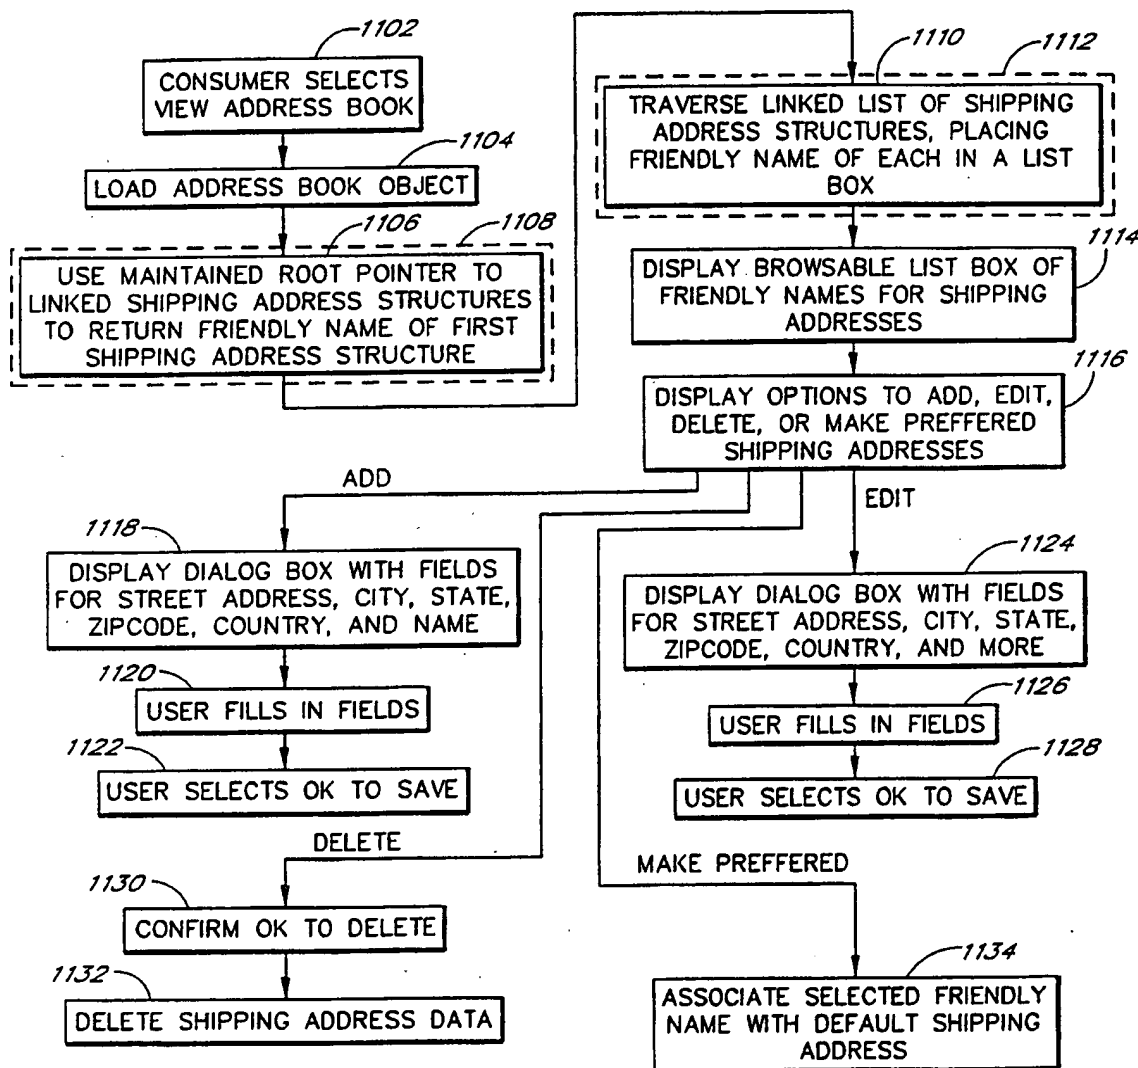 1102
CONSUMER SELECTS
VIEW ADDRESS BOOK
1104
LOAD ADDRESS BOOK OBJECT
1106
1108
USE MAINTAINED ROOT POINTER TO
LINKED SHIPPING ADDRESS STRUCTURES
TO RETURN FRIENDLY NAME OF FIRST
SHIPPING ADDRESS STRUCTURE
1110
1112
TRAVERSE LINKED LIST OF SHIPPING
ADDRESS STRUCTURES, PLACING
FRIENDLY NAME OF EACH IN A LIST
BOX
1114
DISPLAY BROWSABLE LIST BOX OF
FRIENDLY NAMES FOR SHIPPING
ADDRESSES
1116
DISPLAY OPTIONS TO ADD, EDIT,
DELETE, OR MAKE PREFFERED
SHIPPING ADDRESSES
ADD
1118
DISPLAY DIALOG BOX WITH FIELDS
FOR STREET ADDRESS, CITY, STATE,
ZIPCODE, COUNTRY, AND NAME
1120
USER FILLS IN FIELDS
1122
USER SELECTS OK TO SAVE
EDIT
1124
DISPLAY DIALOG BOX WITH FIELDS
FOR STREET ADDRESS, CITY, STATE,
ZIPCODE, COUNTRY, AND MORE
1126
USER FILLS IN FIELDS
1128
USER SELECTS OK TO SAVE
DELETE
1130
CONFIRM OK TO DELETE
1132
DELETE SHIPPING ADDRESS DATA
MAKE PREFFERED
1134
ASSOCIATE SELECTED FRIENDLY
NAME WITH DEFAULT SHIPPING
ADDRESS